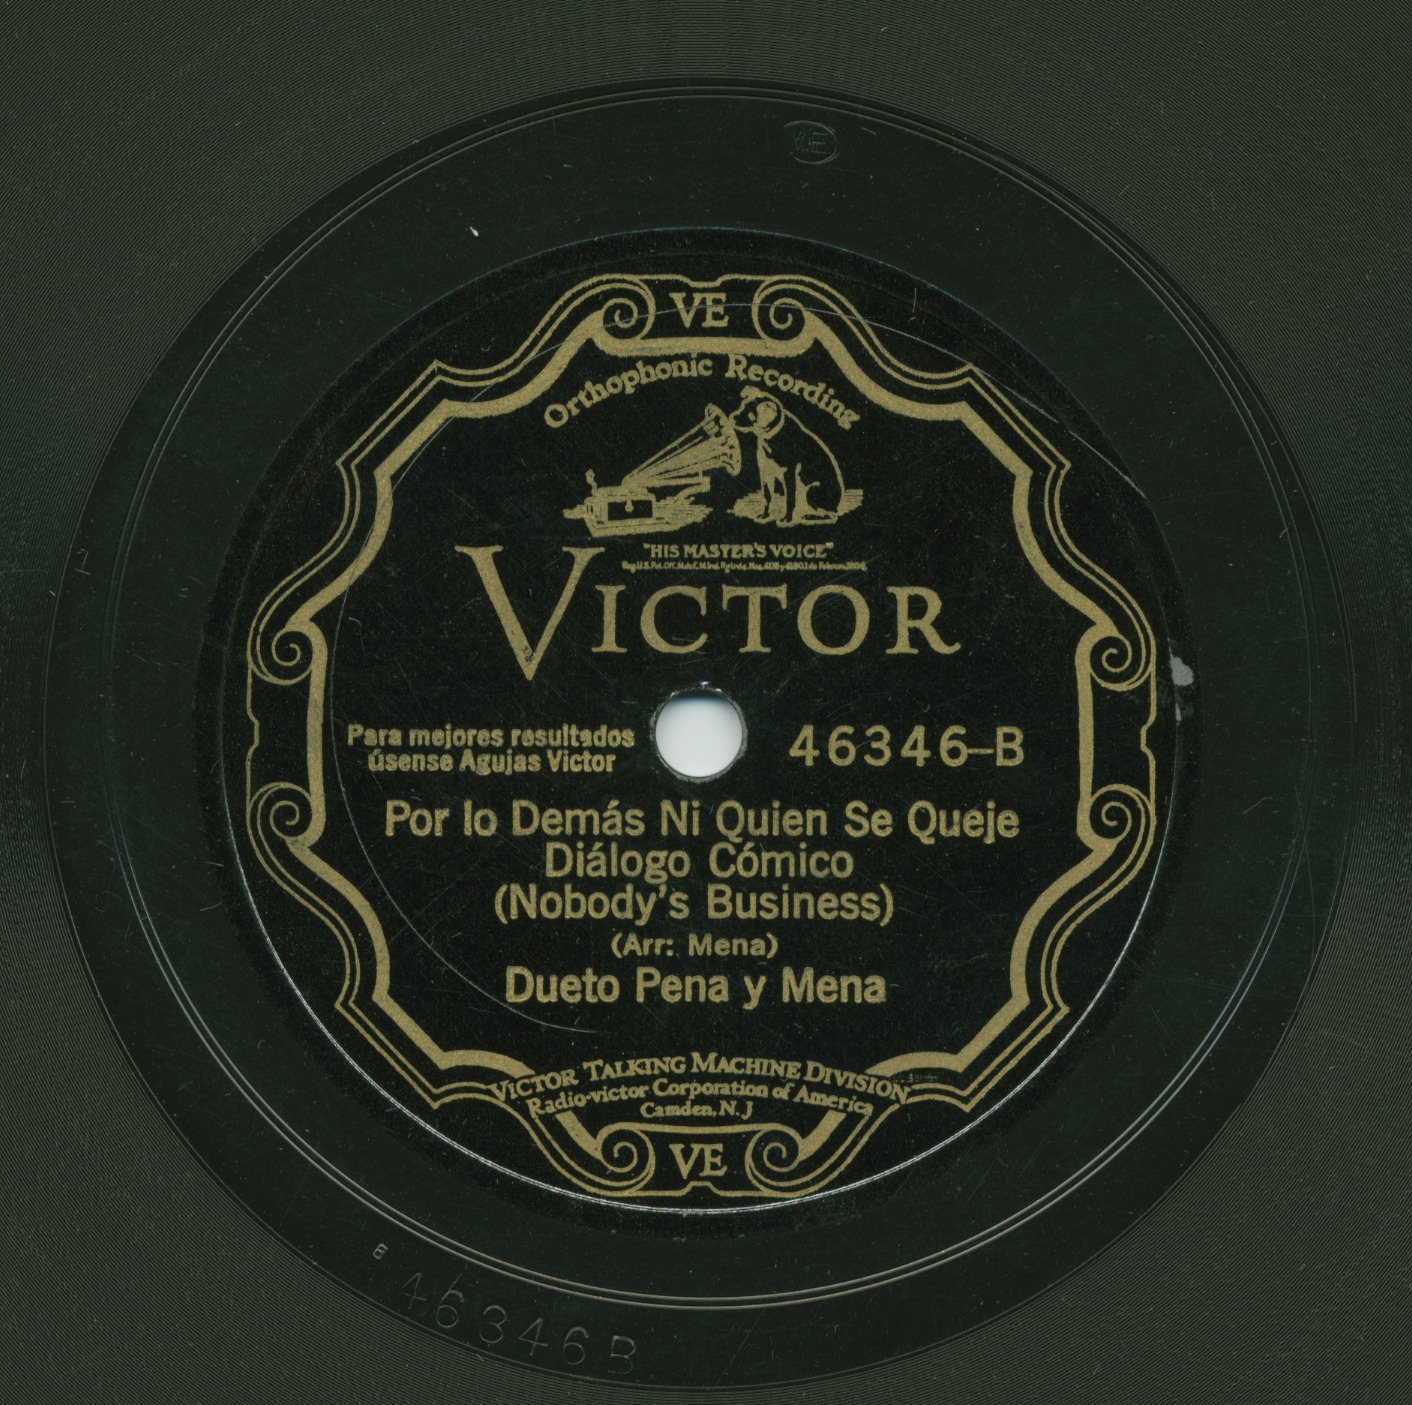 VE
VE
Orthophonic Recording
"HIS MASTER'S VOICE"
VICTOR
Para mejores resultados
úsense Agujas Victor
46346-B
Por lo Demás Ni Quien Se Queje
Diálogo Cómico
(Nobody's Business)
(Arr: Mena)
Dueto Pena y Mena
VICTOR TALKING MACHINE DIVISION
Radio-victor Corporation of America
Camden, N. J
VE
46346B